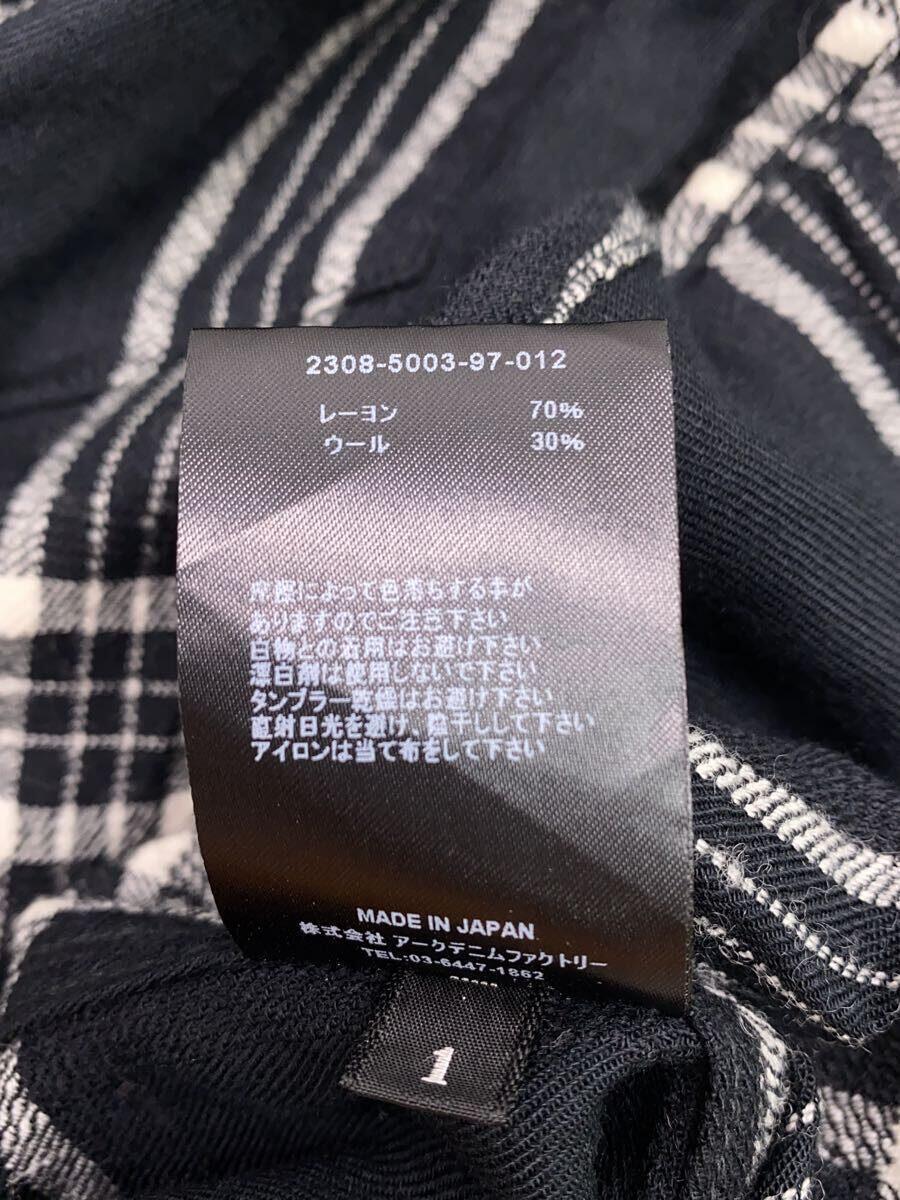 2308-5003-97-012
レーヨン 70%
ウール 30%
摩擦によって色落ちする事が
ありますのでご注意下さい
白物との着用はお避け下さい
漂白剤は使用しないで下さい
タンブラー乾燥はお避け下さい
直射日光を避け、陰干しして下さい
アイロンは当て布をして下さい
MADE IN JAPAN
株式会社 アークデニムファクトリー
TEL:03-6447-1862
1